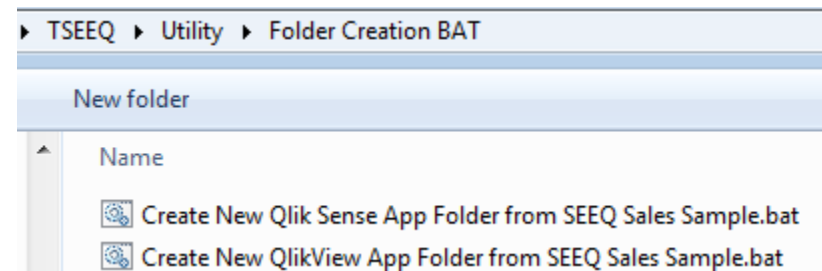 TSEEQ ▸ Utility ▸ Folder Creation BAT
New folder
Name
Create New Qlik Sense App Folder from SEEQ Sales Sample.bat
Create New QlikView App Folder from SEEQ Sales Sample.bat